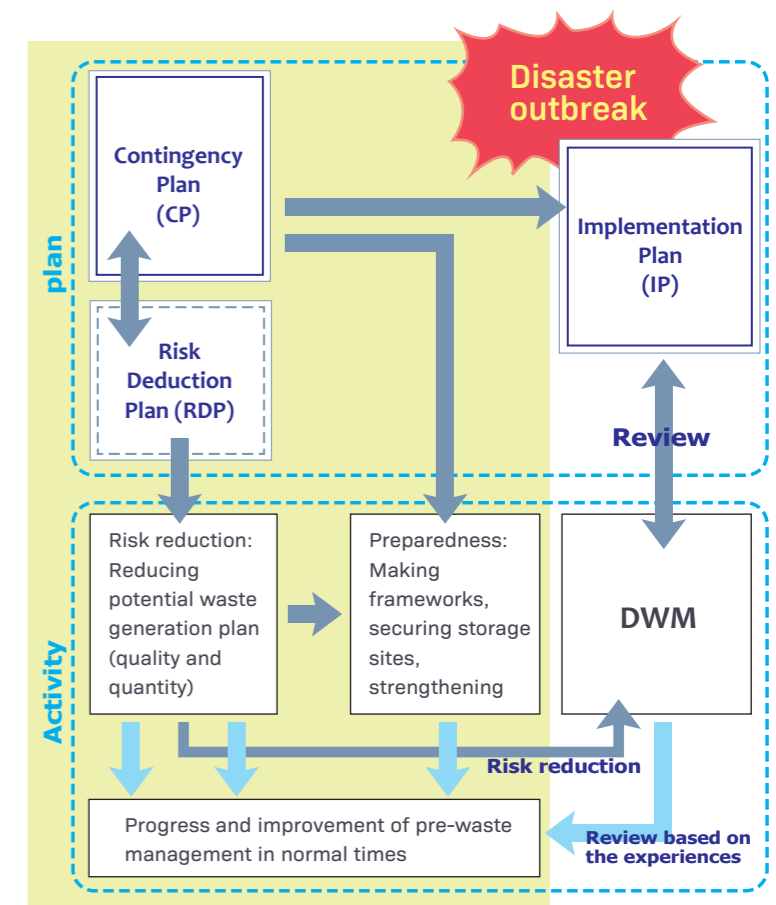 Disaster
outbreak
plan
Contingency
Plan
(CP)
Implementation
Plan
(IP)
Risk
Deduction
Plan (RDP)
Review
Activity
Risk reduction:
Reducing
potential waste
generation plan
(quality and
quantity)
Preparedness:
Making
frameworks,
securing storage
sites,
strengthening
DWM
Risk reduction
Progress and improvement of pre-waste
management in normal times
Review based on
the experiences